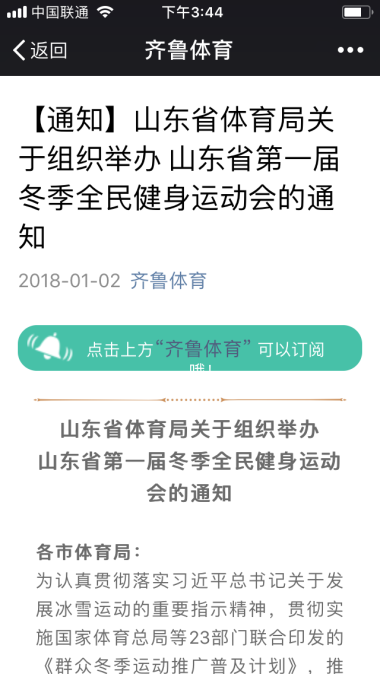 中国联通 下午3:44
返回 齐鲁体育
【通知】山东省体育局关
于组织举办 山东省第一届
冬季全民健身运动会的通
知
2018-01-02 齐鲁体育
点击上方“齐鲁体育” 可以订阅
哦！
山东省体育局关于组织举办
山东省第一届冬季全民健身运动
会的通知
各市体育局：
为认真贯彻落实习近平总书记关于发
展冰雪运动的重要指示精神，贯彻实
施国家体育总局等23部门联合印发的
《群众冬季运动推广普及计划》，推